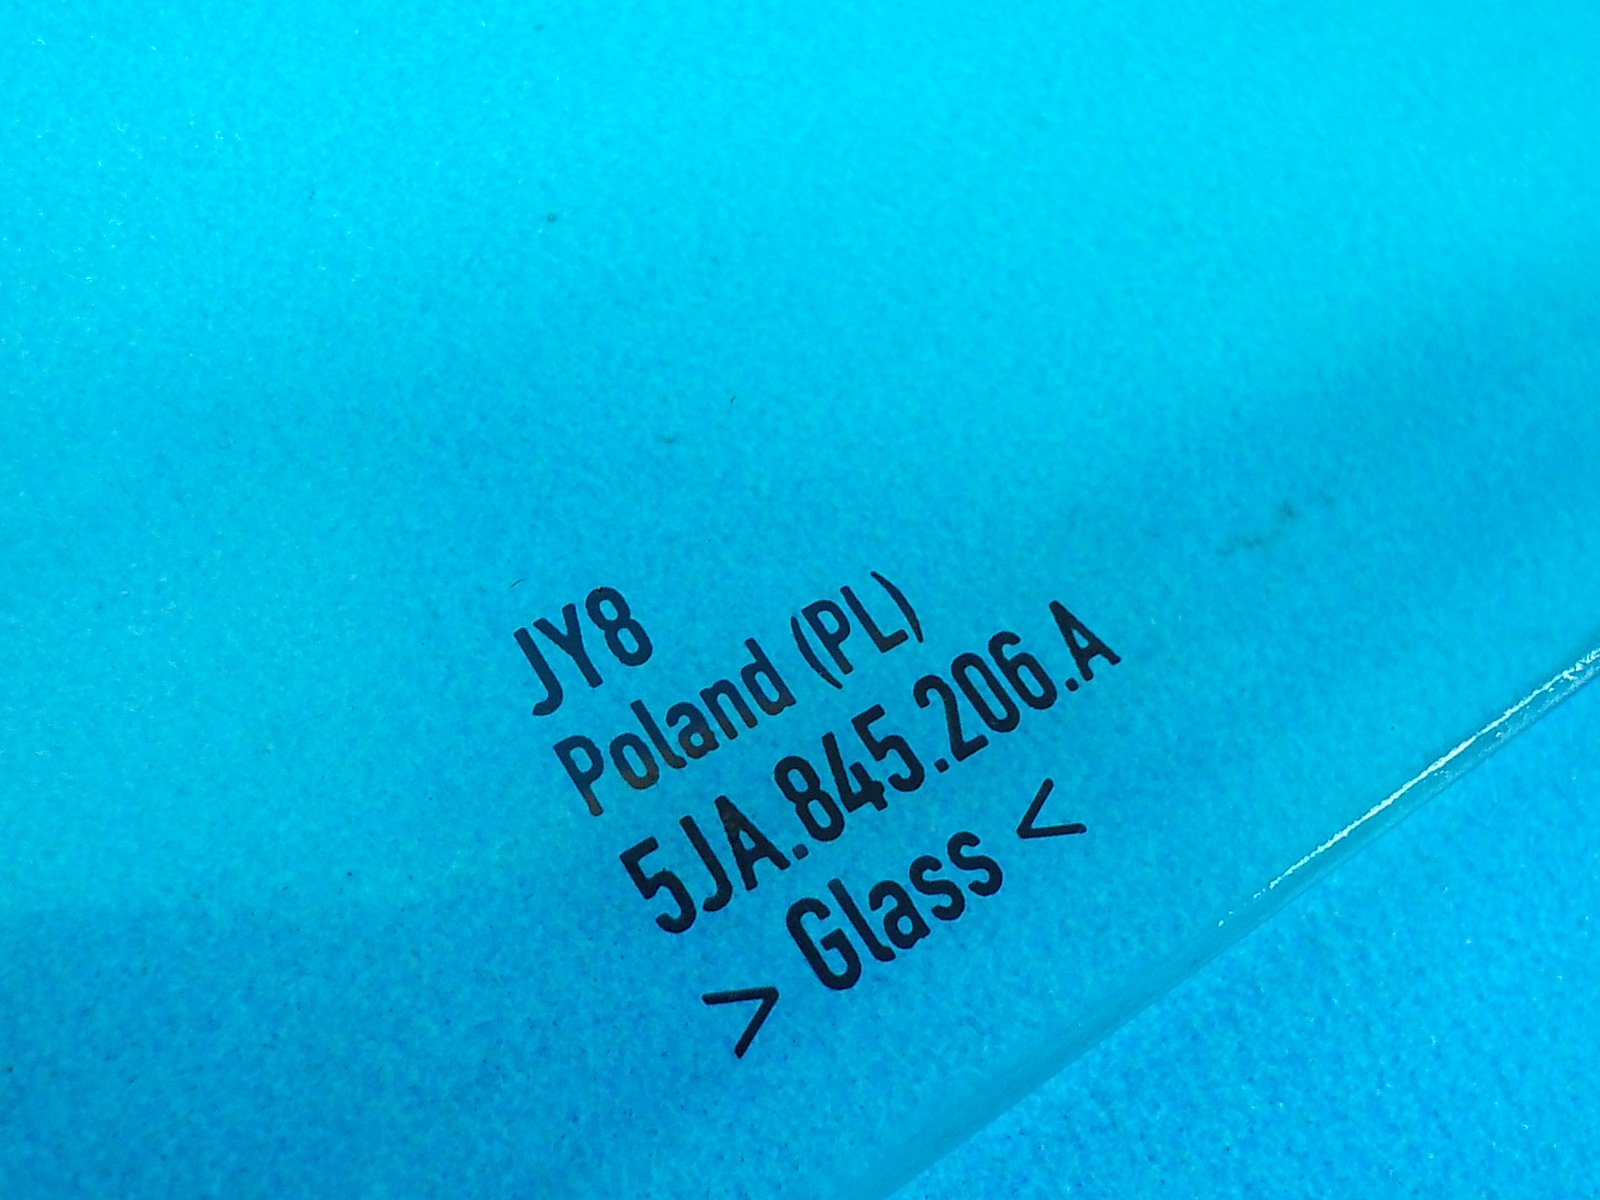 JY8
Poland (PL)
5JA.845.206.A
> Glass <